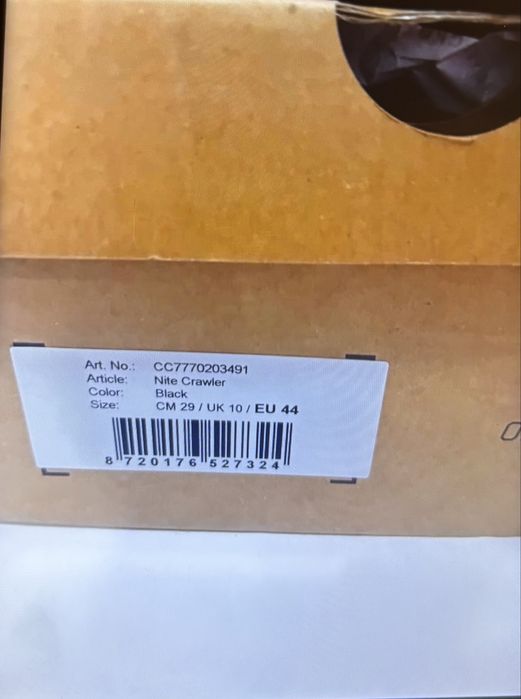 Art. No.: CC7770203491
Article: Nite Crawler
Color: Black
Size: CM 29 / UK 10 / EU 44
8 720176 527324